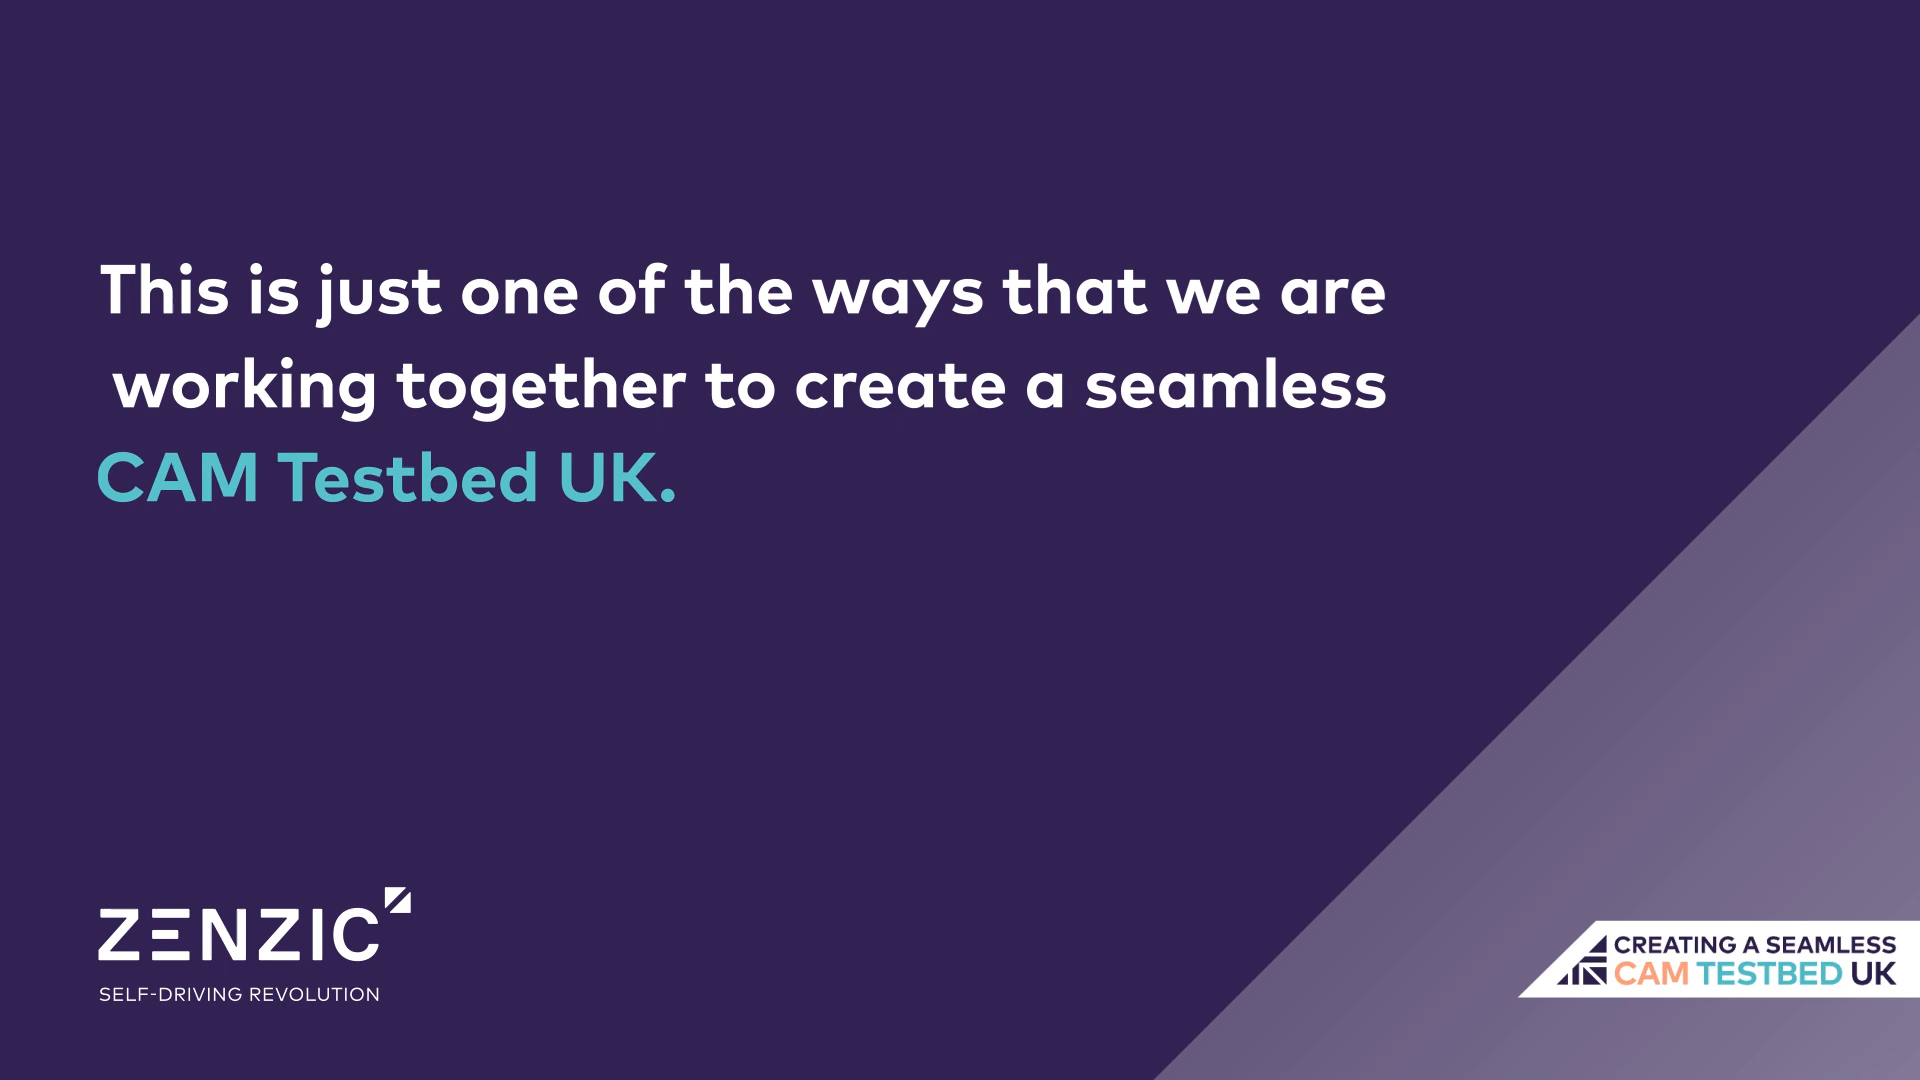 This is just one of the ways that we are
working together to create a seamless
CAM Testbed UK.
ZENZIC
SELF-DRIVING REVOLUTION
CREATING A SEAMLESS
CAM TESTBED UK